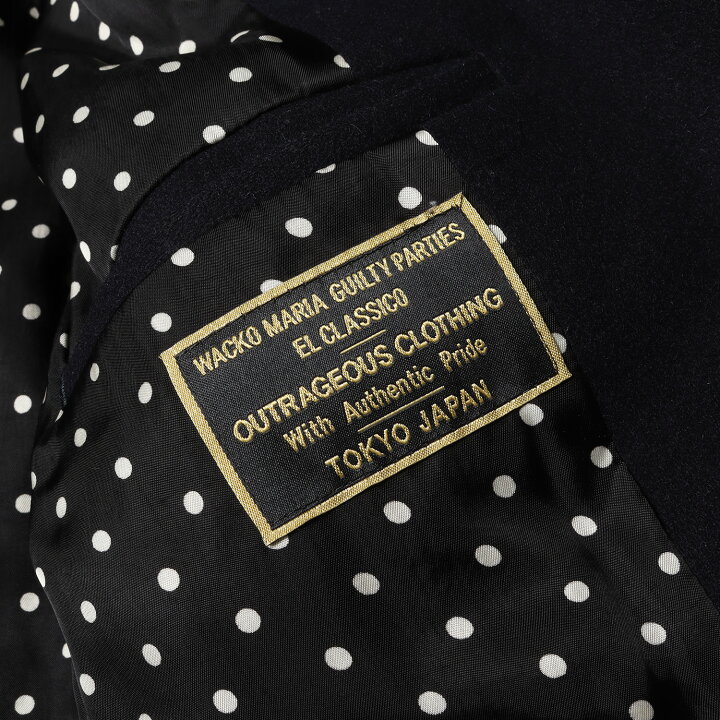 WACKO MARIA GUILTY PARTIES
EL CLASSICO
OUTRAGEOUS CLOTHING
With Authentic Pride
TOKYO JAPAN